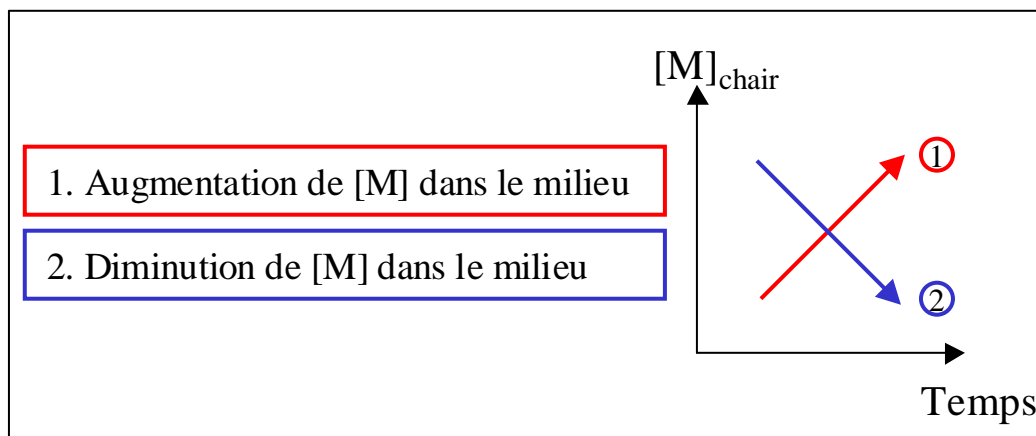 [M]chair
1. Augmentation de [M] dans le milieu
1
2. Diminution de [M] dans le milieu
2
Temps